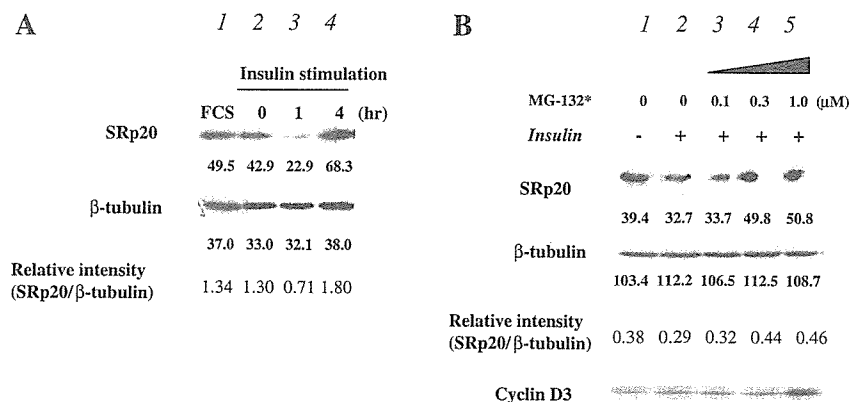 A
1 2 3 4
Insulin stimulation
FCS 0 1 4 (hr)
SRp20
49.5 42.9 22.9 68.3
β-tubulin
37.0 33.0 32.1 38.0
Relative intensity
(SRp20/β-tubulin)
1.34 1.30 0.71 1.80
B
1 2 3 4 5
MG-132* 0 0 0.1 0.3 1.0 (μM)
Insulin - + + + +
SRp20
39.4 32.7 33.7 49.8 50.8
β-tubulin
103.4 112.2 106.5 112.5 108.7
Relative intensity
(SRp20/β-tubulin)
0.38 0.29 0.32 0.44 0.46
Cyclin D3